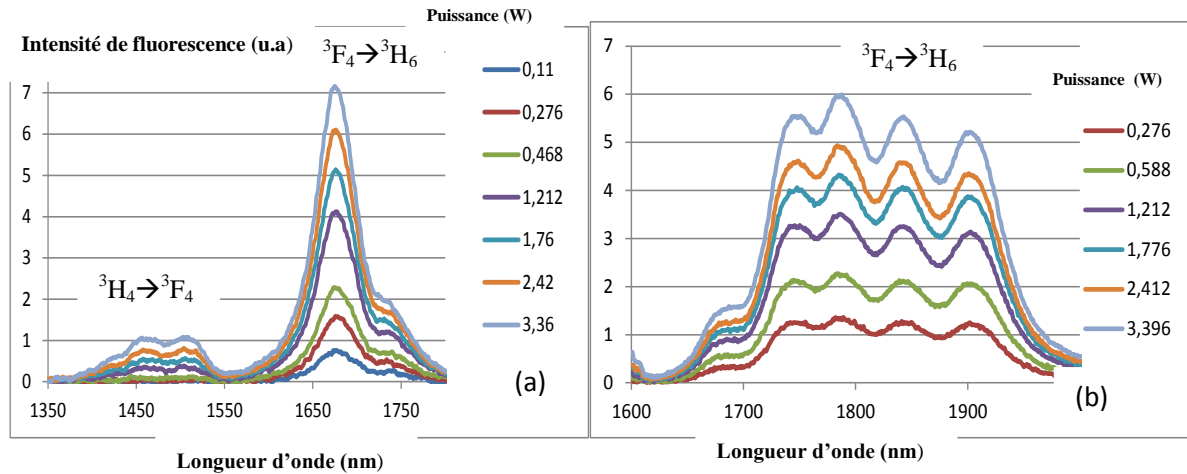 Puissance (W)
Intensité de fluorescence (u.a)
³F₄→³H₆
7
6
5
4
3
2
1
0
³H₄→³F₄
0,11
0,276
0,468
1,212
1,76
2,42
3,36
(a)
1350 1450 1550 1650 1750
Longueur d'onde (nm)
7
6
5
4
3
2
1
0
³F₄→³H₆
Puissance (W)
0,276
0,588
1,212
1,776
2,412
3,396
(b)
1600 1700 1800 1900
Longueur d'onde (nm)